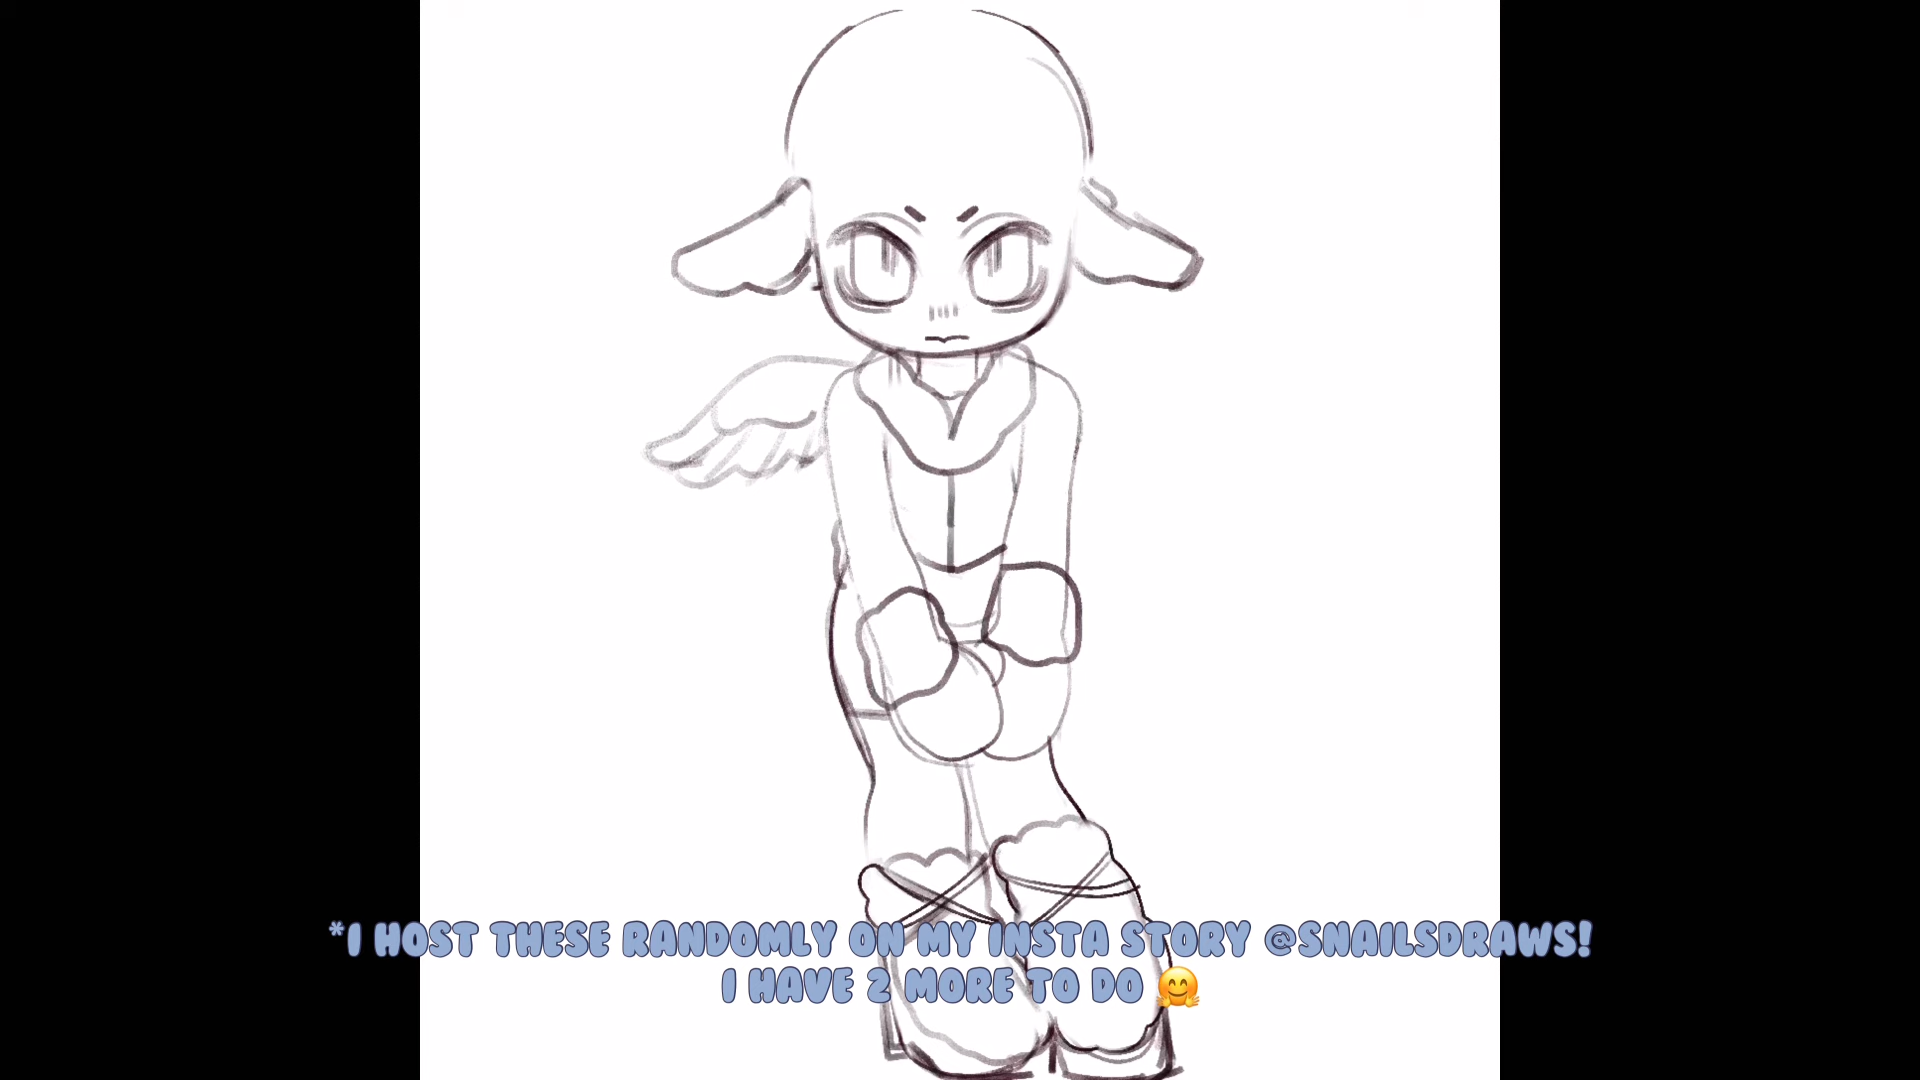 *I HOST THESE RANDOMLY ON MY INSTA STORY @SNAILSDRAWS!
I HAVE 2 MORE TO DO 🤗